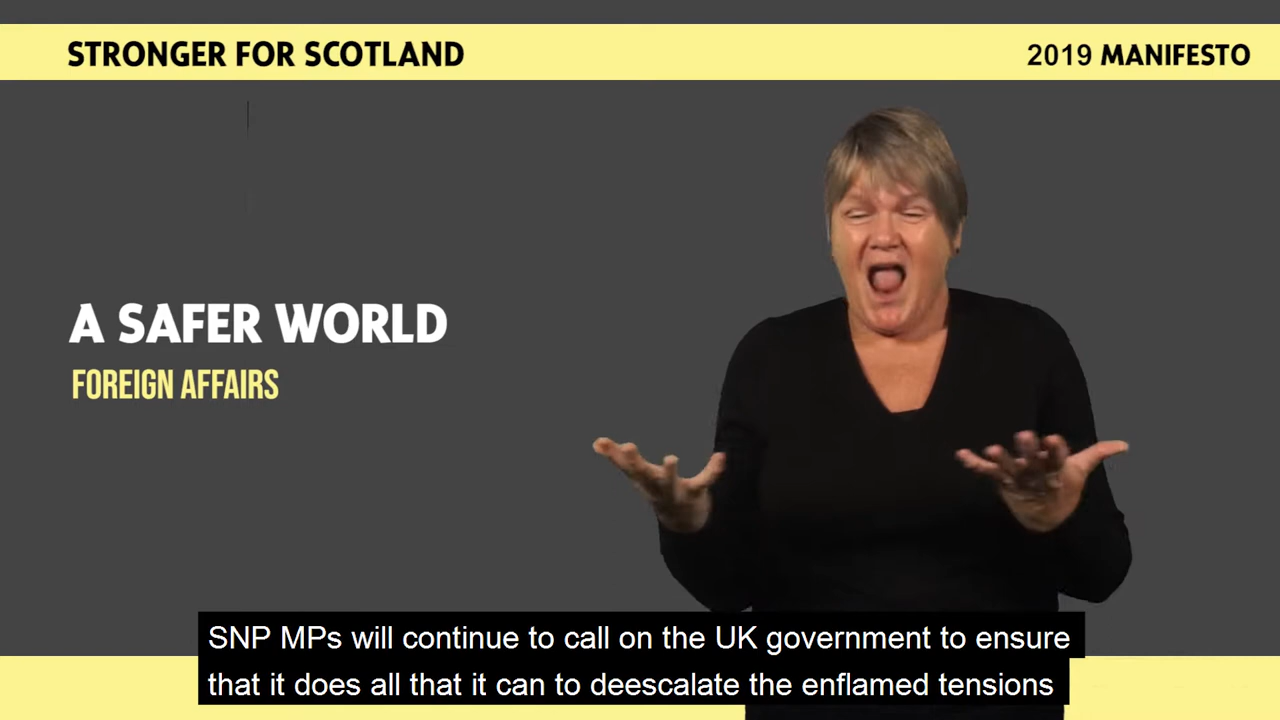 STRONGER FOR SCOTLAND
2019 MANIFESTO
A SAFER WORLD
FOREIGN AFFAIRS
SNP MPs will continue to call on the UK government to ensure
that it does all that it can to deescalate the enflamed tensions